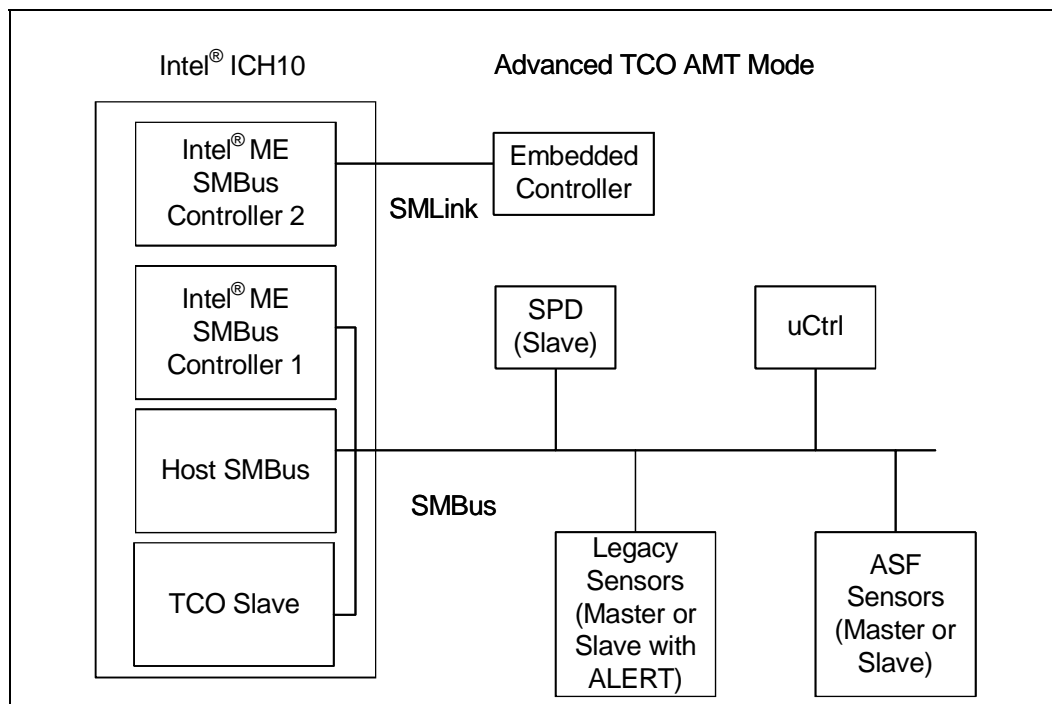 Intel® ICH10
Advanced TCO AMT Mode
Intel® ME
SMBus
Controller 2
Embedded
Controller
SMLink
Intel® ME
SMBus
Controller 1
SPD
(Slave)
uCtrl
Host SMBus
SMBus
TCO Slave
Legacy
Sensors
(Master or
Slave with
ALERT)
ASF
Sensors
(Master or
Slave)